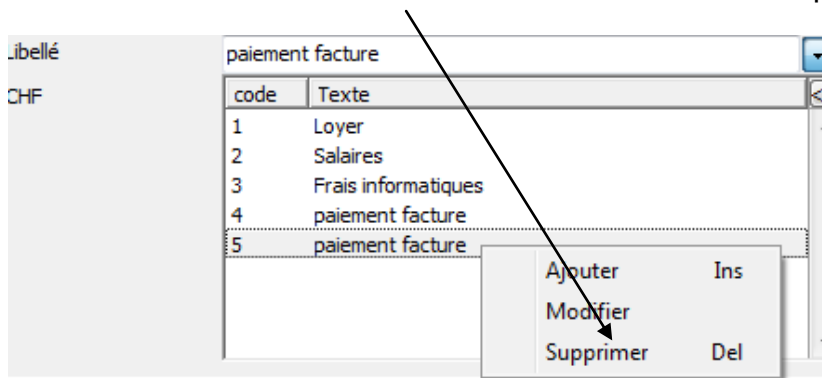 Libellé paiement facture
CHF code Texte
1 Loyer
2 Salaires
3 Frais informatiques
4 paiement facture
5 paiement facture
Ajouter Ins
Modifier
Supprimer Del